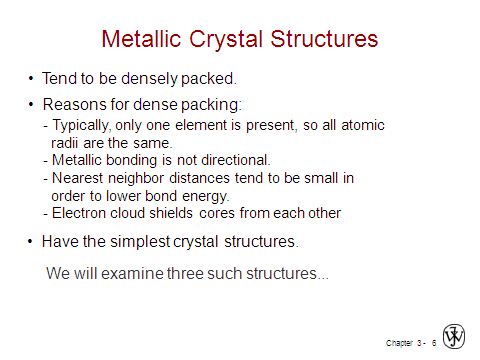 Metallic Crystal Structures
• Tend to be densely packed.
• Reasons for dense packing:
- Typically, only one element is present, so all atomic
radii are the same.
- Metallic bonding is not directional.
- Nearest neighbor distances tend to be small in
order to lower bond energy.
- Electron cloud shields cores from each other
• Have the simplest crystal structures.
We will examine three such structures...
Chapter 3 - 6